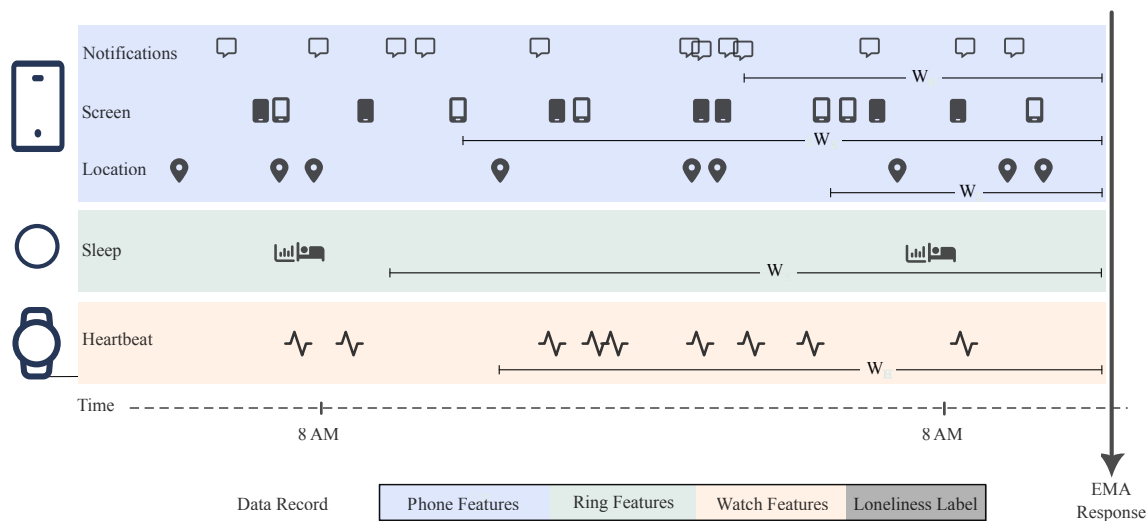 Notifications
W
Screen
W
Location
W
Sleep
W
Heartbeat
W H
Time
8 AM
8 AM
Data Record
Phone Features
Ring Features
Watch Features
Loneliness Label
EMA
Response